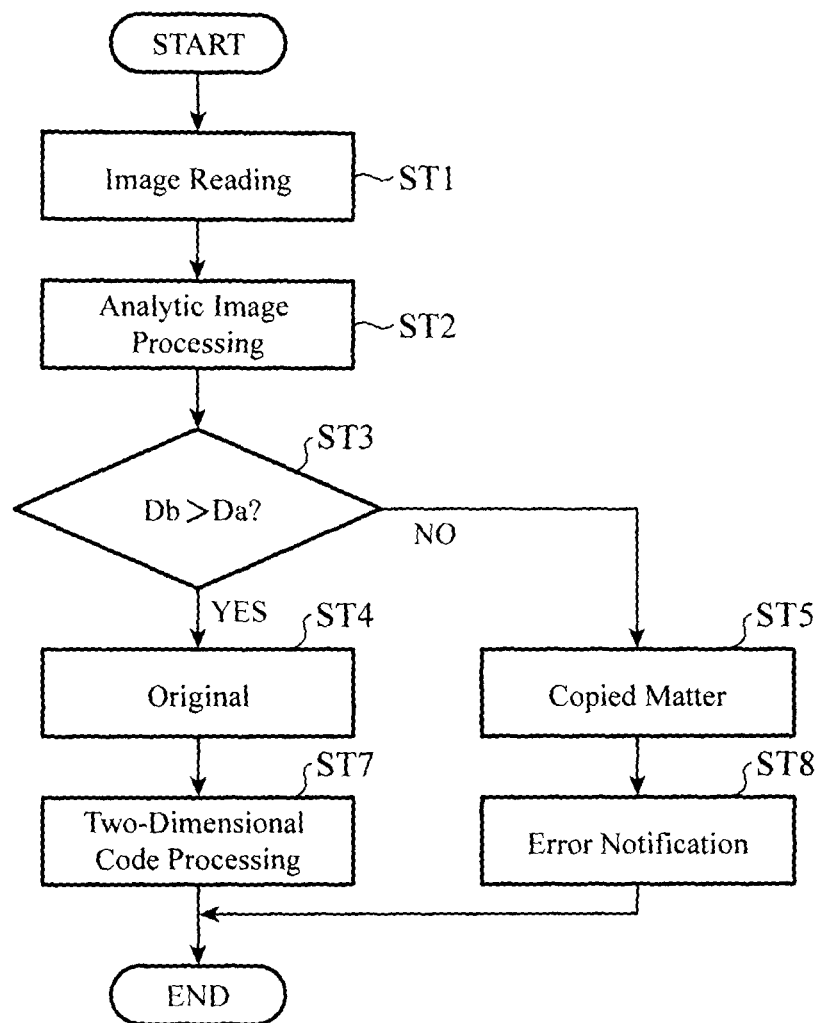 START
Image Reading
ST1
Analytic Image
Processing
ST2
ST3
Db>Da?
NO
YES
ST4
Original
ST5
Copied Matter
ST7
Two-Dimensional
Code Processing
ST8
Error Notification
END